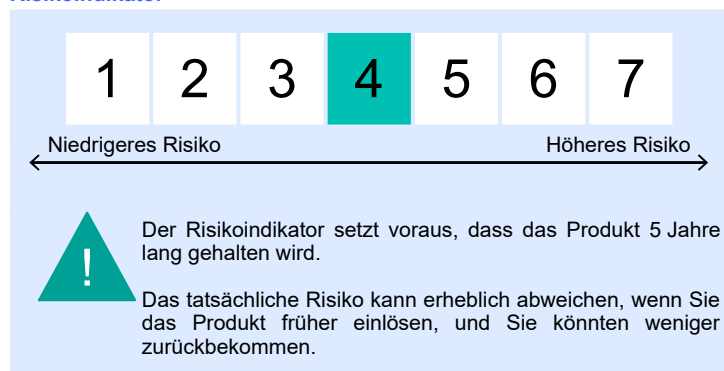 Risikoindikator
1 2 3 4 5 6 7
Niedrigeres Risiko Höheres Risiko
!
Der Risikoindikator setzt voraus, dass das Produkt 5 Jahre
lang gehalten wird.
Das tatsächliche Risiko kann erheblich abweichen, wenn Sie
das Produkt früher einlösen, und Sie könnten weniger
zurückbekommen.